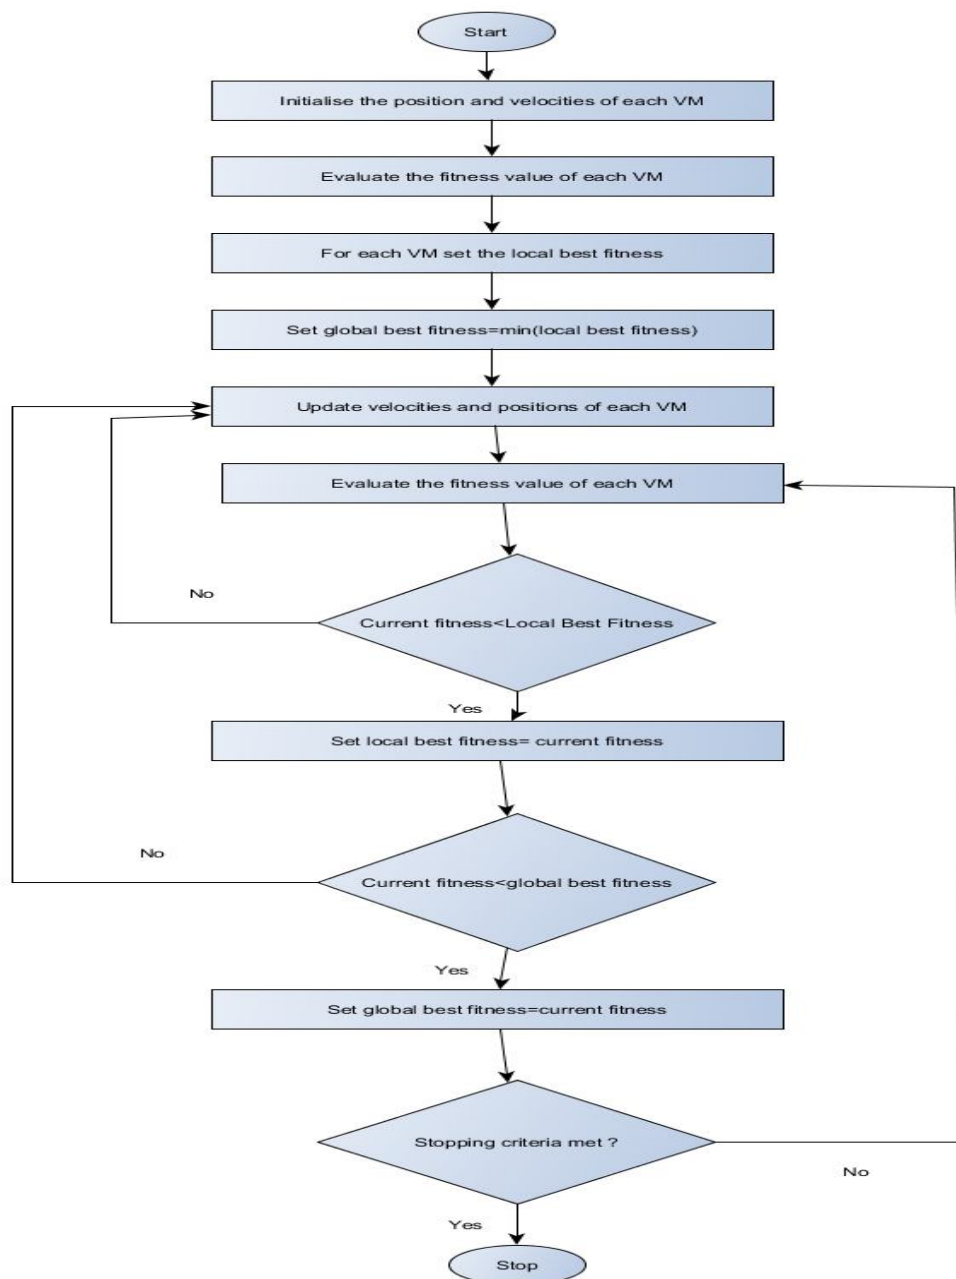 Start
Initialise the position and velocities of each VM
Evaluate the fitness value of each VM
For each VM set the local best fitness
Set global best fitness=min(local best fitness)
Update velocities and positions of each VM
Evaluate the fitness value of each VM
No
Current fitness<Local Best Fitness
Yes
Set local best fitness= current fitness
No
Current fitness<global best fitness
Yes
Set global best fitness=current fitness
Stopping criteria met ?
No
Yes
Stop